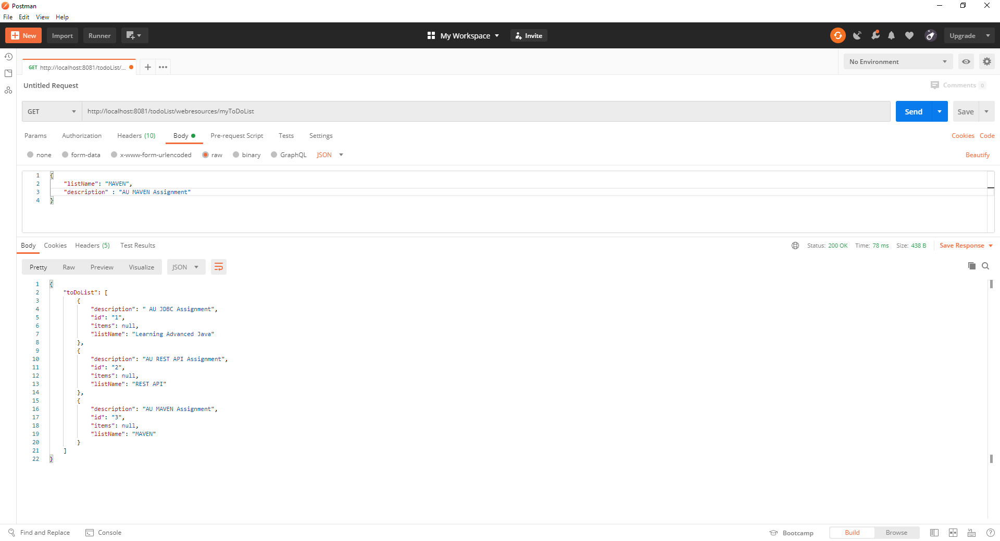 Postman
File Edit View Help
New Import Runner My Workspace Invite Upgrade
GET http://localhost:8081/todoList/... + ••• No Environment
Untitled Request Comments 0
GET http://localhost:8081/todoList/webresources/myToDoList Send Save
Params Authorization Headers (10) Body Pre-request Script Tests Settings Cookies Code
none form-data x-www-form-urlencoded raw binary GraphQL JSON Beautify
1 {
2 "listName": "MAVEN",
3 "description" : "AU MAVEN Assignment"
4 }
Body Cookies Headers (5) Test Results Status: 200 OK Time: 78 ms Size: 438 B Save Response
Pretty Raw Preview Visualize JSON
1 {
2 "toDoList": [
3 {
4 "description": " AU JDBC Assignment",
5 "id": "1",
6 "items": null,
7 "listName": "Learning Advanced Java"
8 },
9 {
10 "description": "AU REST API Assignment",
11 "id": "2",
12 "items": null,
13 "listName": "REST API"
14 },
15 {
16 "description": "AU MAVEN Assignment",
17 "id": "3",
18 "items": null,
19 "listName": "MAVEN"
20 }
21 ]
22 }
Find and Replace Console Bootcamp Build Browse